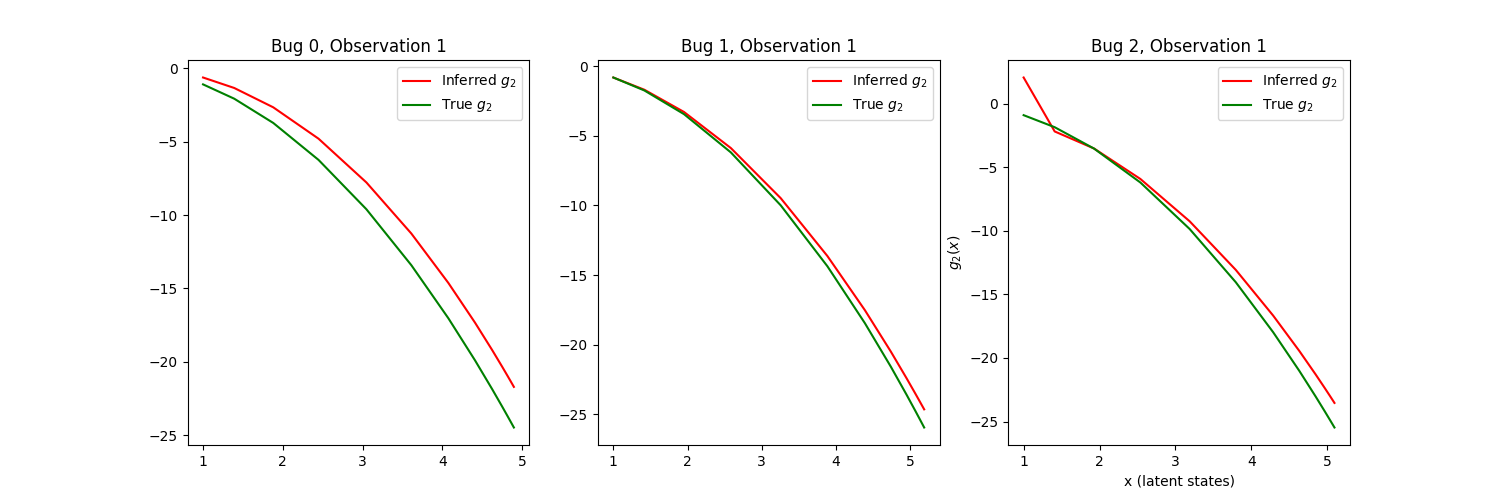 Bug 0, Observation 1
Inferred g₂
True g₂
0
−5
−10
−15
−20
−25
1 2 3 4 5
Bug 1, Observation 1
Inferred g₂
True g₂
0
−5
−10
−15
−20
−25
1 2 3 4 5
Bug 2, Observation 1
Inferred g₂
True g₂
g₂(x)
0
−5
−10
−15
−20
−25
1 2 3 4 5
x (latent states)